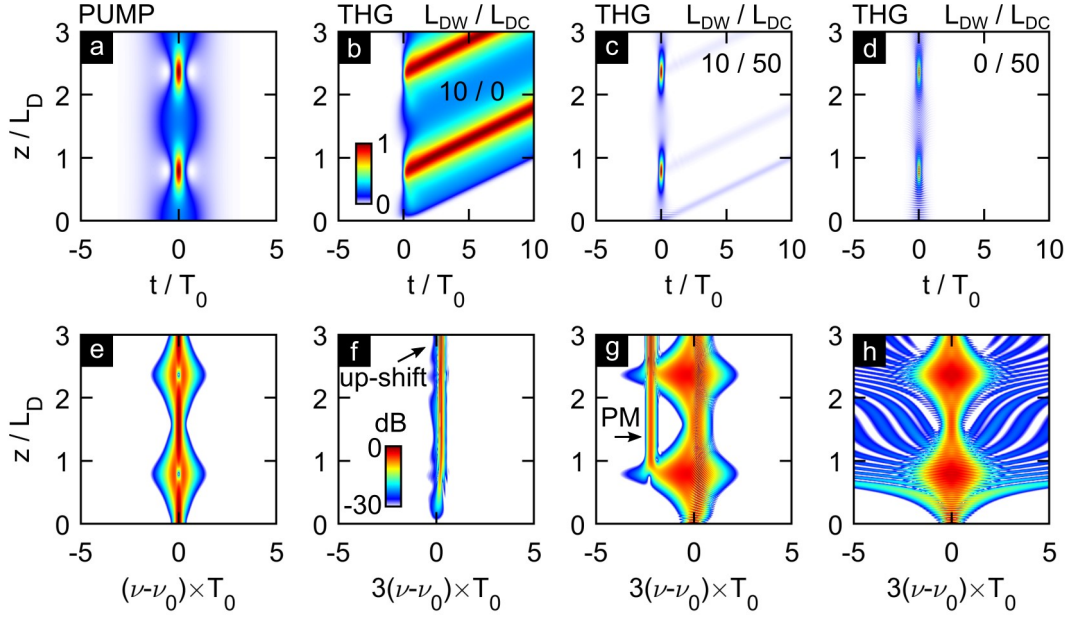 PUMP THG L_DW / L_DC THG L_DW / L_DC THG L_DW / L_DC
a b c d
10 / 0 10 / 50 0 / 50
1
0
z / L_D
3
2
1
0
-5 0 5 -5 0 5 10 -5 0 5 10 -5 0 5 10
t / T_0 t / T_0 t / T_0 t / T_0
e f g h
up-shift
dB
0
-30
PM
z / L_D
3
2
1
0
-5 0 5 -5 0 5 -5 0 5 -5 0 5
(ν-ν_0)×T_0 3(ν-ν_0)×T_0 3(ν-ν_0)×T_0 3(ν-ν_0)×T_0